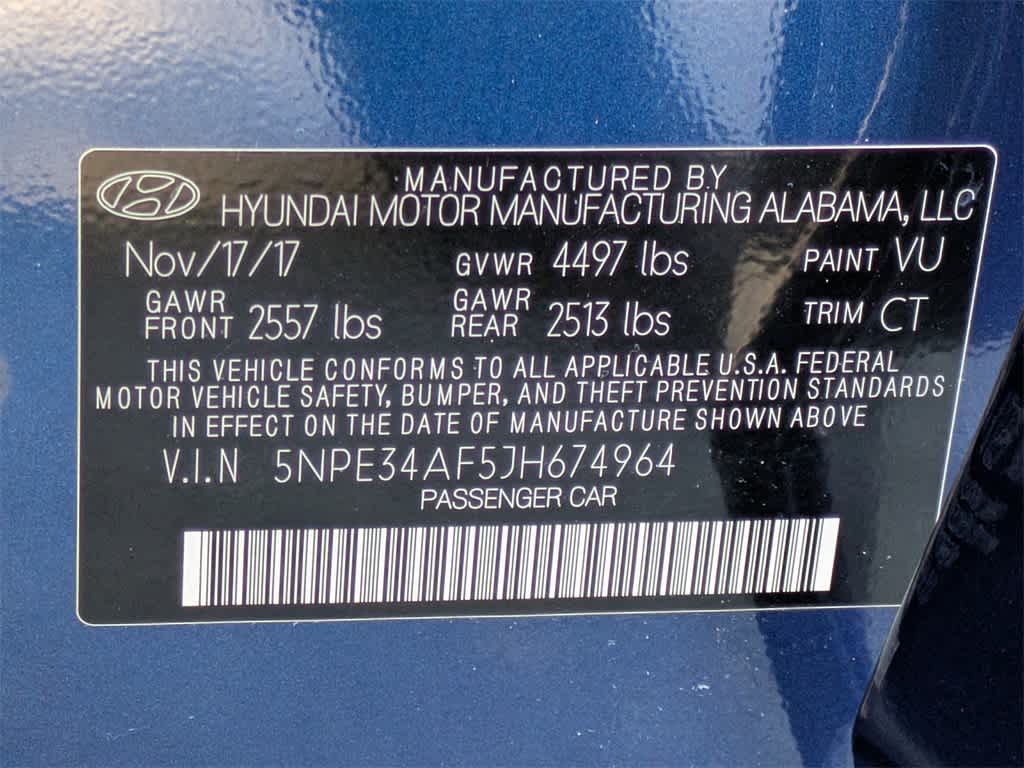 MANUFACTURED BY
HYUNDAI MOTOR MANUFACTURING ALABAMA, LLC
Nov/17/17 GVWR 4497 lbs PAINT VU
GAWR FRONT 2557 lbs GAWR REAR 2513 lbs TRIM CT
THIS VEHICLE CONFORMS TO ALL APPLICABLE U.S.A. FEDERAL
MOTOR VEHICLE SAFETY, BUMPER, AND THEFT PREVENTION STANDARDS
IN EFFECT ON THE DATE OF MANUFACTURE SHOWN ABOVE
V.I.N 5NPE34AF5JH674964
PASSENGER CAR